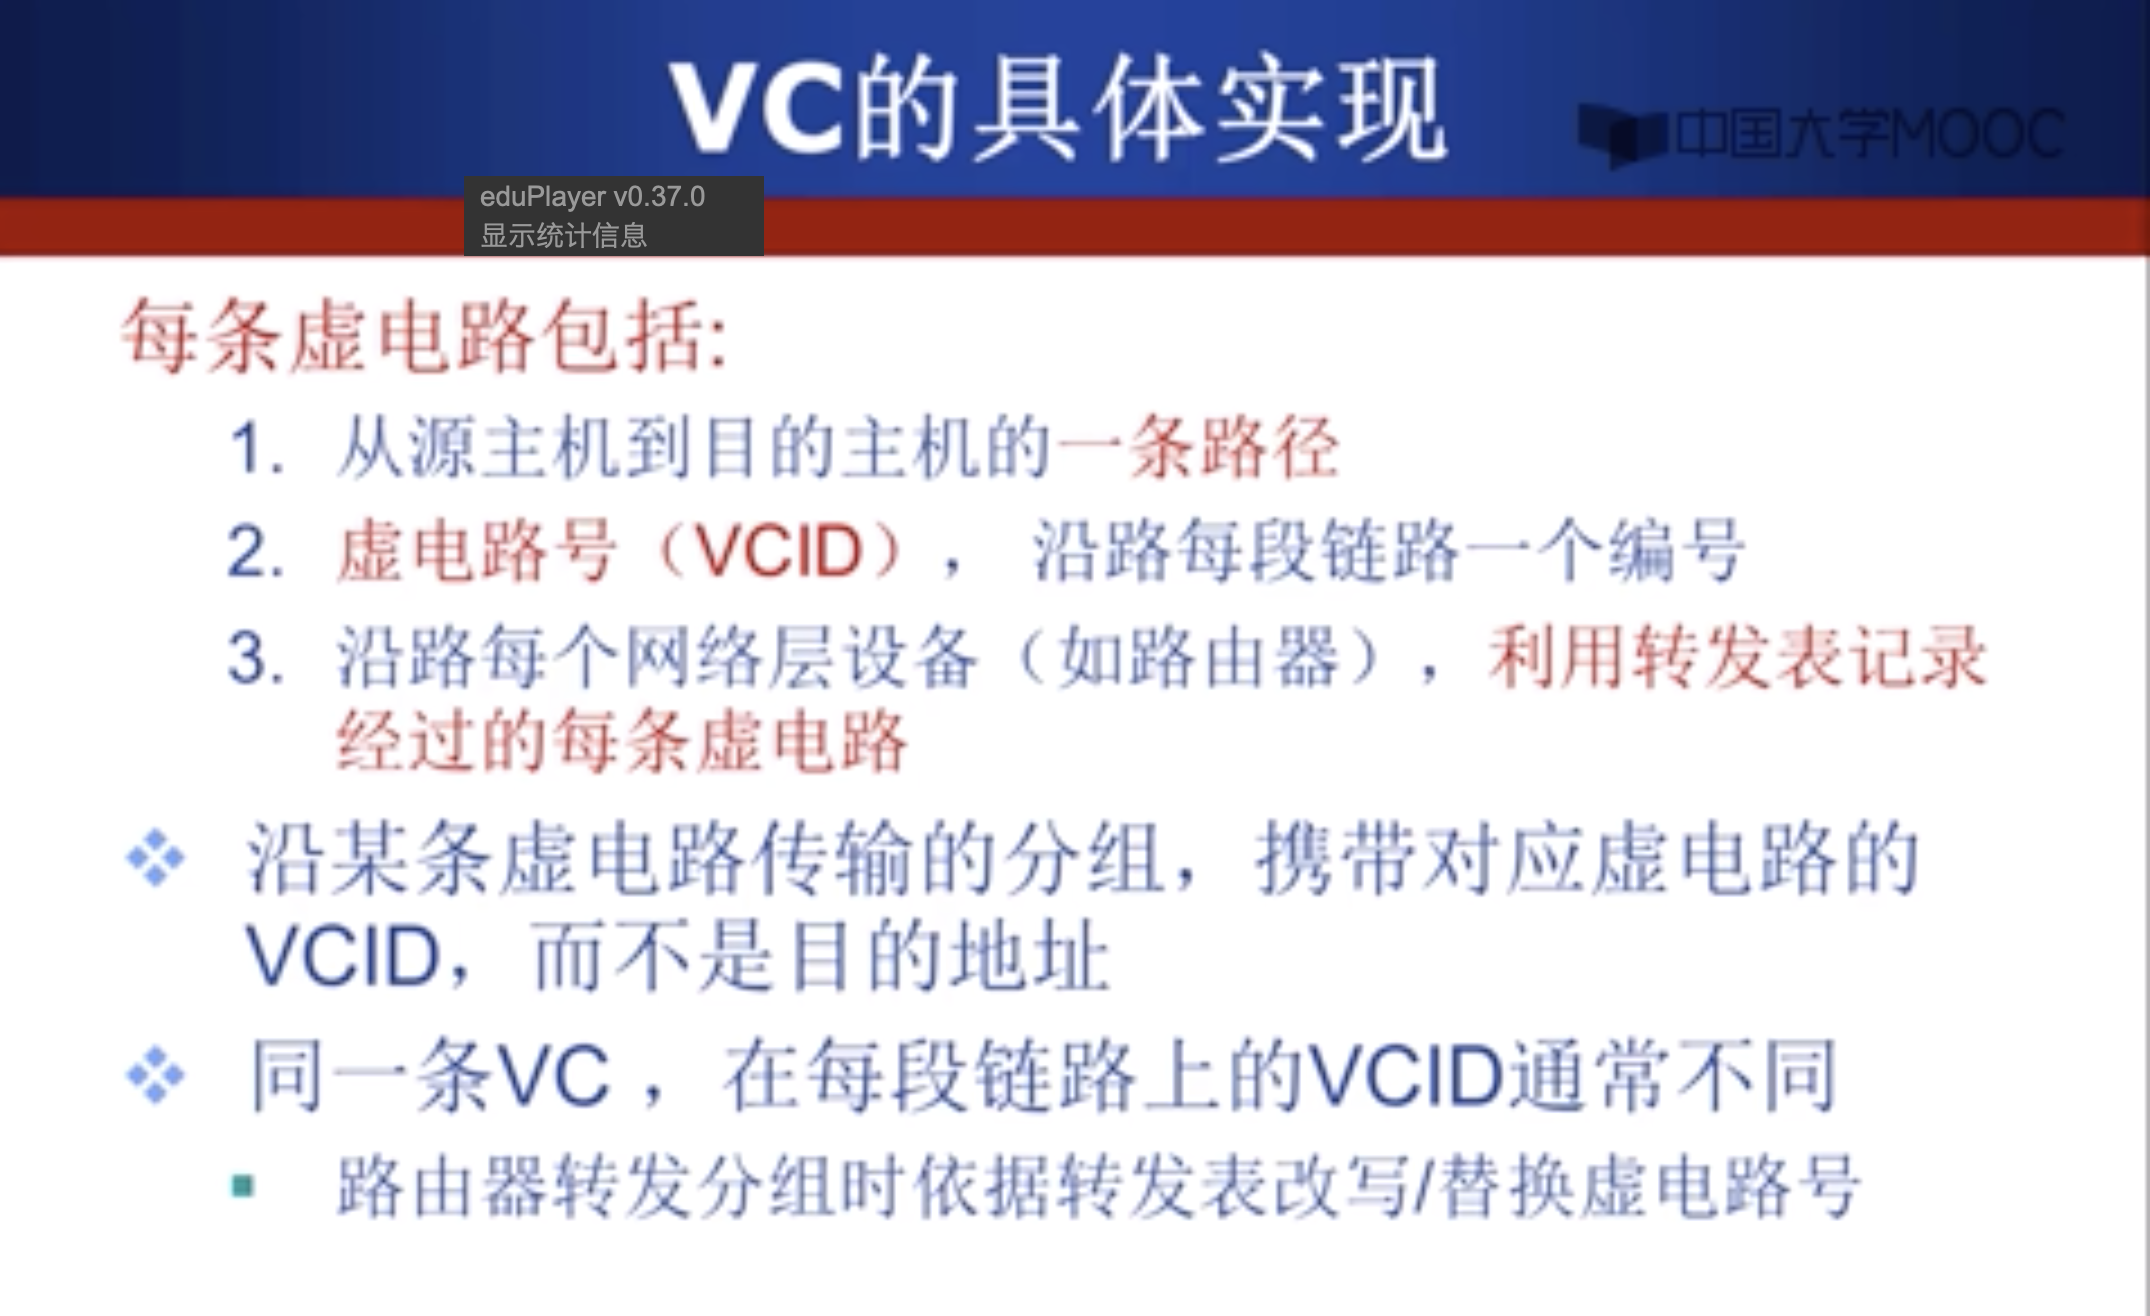 VC的具体实现
中国大学MOOC
eduPlayer v0.37.0
显示统计信息
每条虚电路包括:
1. 从源主机到目的主机的一条路径
2. 虚电路号（VCID）， 沿路每段链路一个编号
3. 沿路每个网络层设备（如路由器），利用转发表记录
经过的每条虚电路
沿某条虚电路传输的分组，携带对应虚电路的
VCID，而不是目的地址
同一条VC ，在每段链路上的VCID通常不同
路由器转发分组时依据转发表改写/替换虚电路号